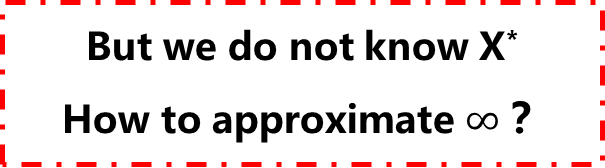 But we do not know X*
How to approximate ∞ ?